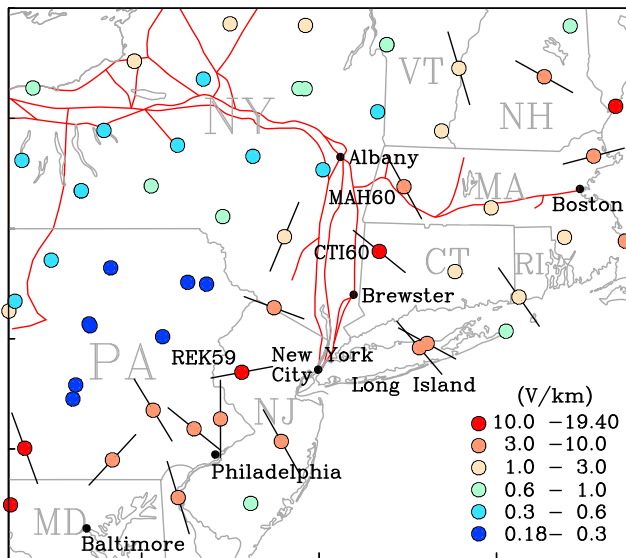 VT
NH
NY
Albany
MAH60
MA
Boston
CTI60
CT
RI
Brewster
PA
REK59
New York
City
Long Island
NJ
(V/km)
10.0 −19.40
3.0 −10.0
1.0 − 3.0
0.6 − 1.0
0.3 − 0.6
0.18− 0.3
Philadelphia
MD
Baltimore